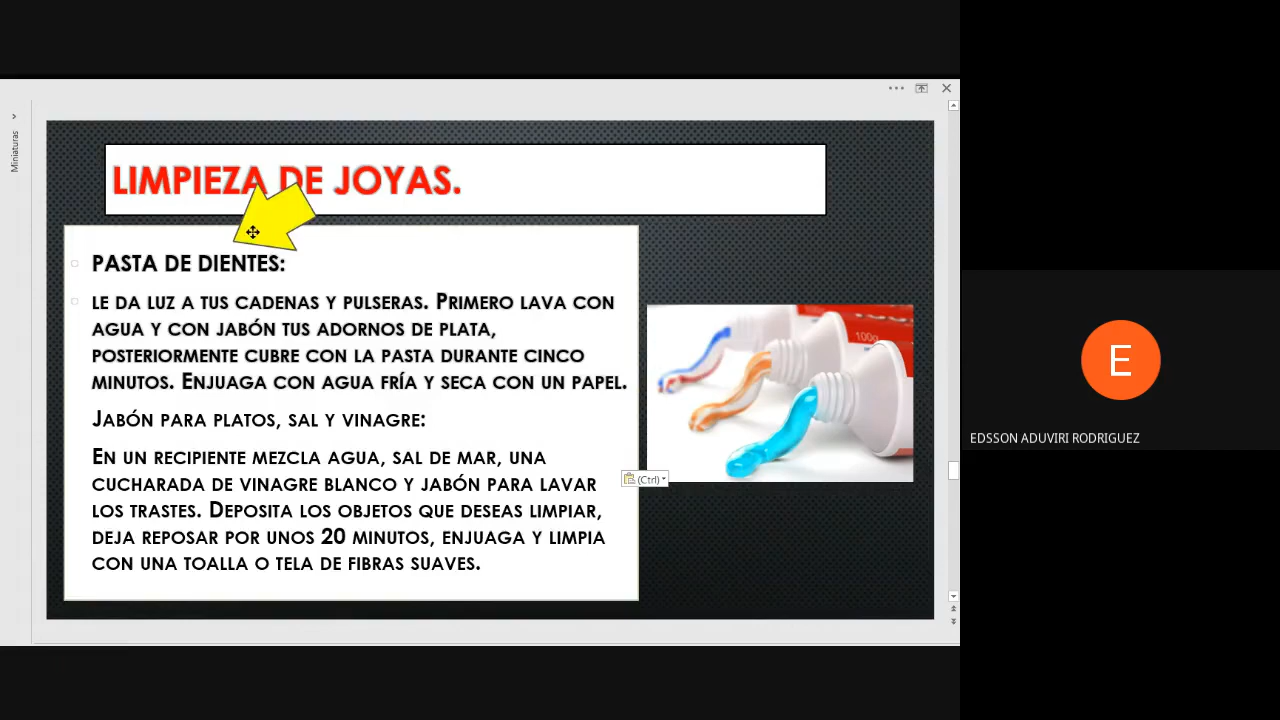 Miniaturas
LIMPIEZA DE JOYAS.
PASTA DE DIENTES:
LE DA LUZ A TUS CADENAS Y PULSERAS. PRIMERO LAVA CON
AGUA Y CON JABÓN TUS ADORNOS DE PLATA,
POSTERIORMENTE CUBRE CON LA PASTA DURANTE CINCO
MINUTOS. ENJUAGA CON AGUA FRÍA Y SECA CON UN PAPEL.
JABÓN PARA PLATOS, SAL Y VINAGRE:
EN UN RECIPIENTE MEZCLA AGUA, SAL DE MAR, UNA
CUCHARADA DE VINAGRE BLANCO Y JABÓN PARA LAVAR
LOS TRASTES. DEPOSITA LOS OBJETOS QUE DESEAS LIMPIAR,
DEJA REPOSAR POR UNOS 20 MINUTOS, ENJUAGA Y LIMPIA
CON UNA TOALLA O TELA DE FIBRAS SUAVES.
100g
(Ctrl)
E
EDSSON ADUVIRI RODRIGUEZ